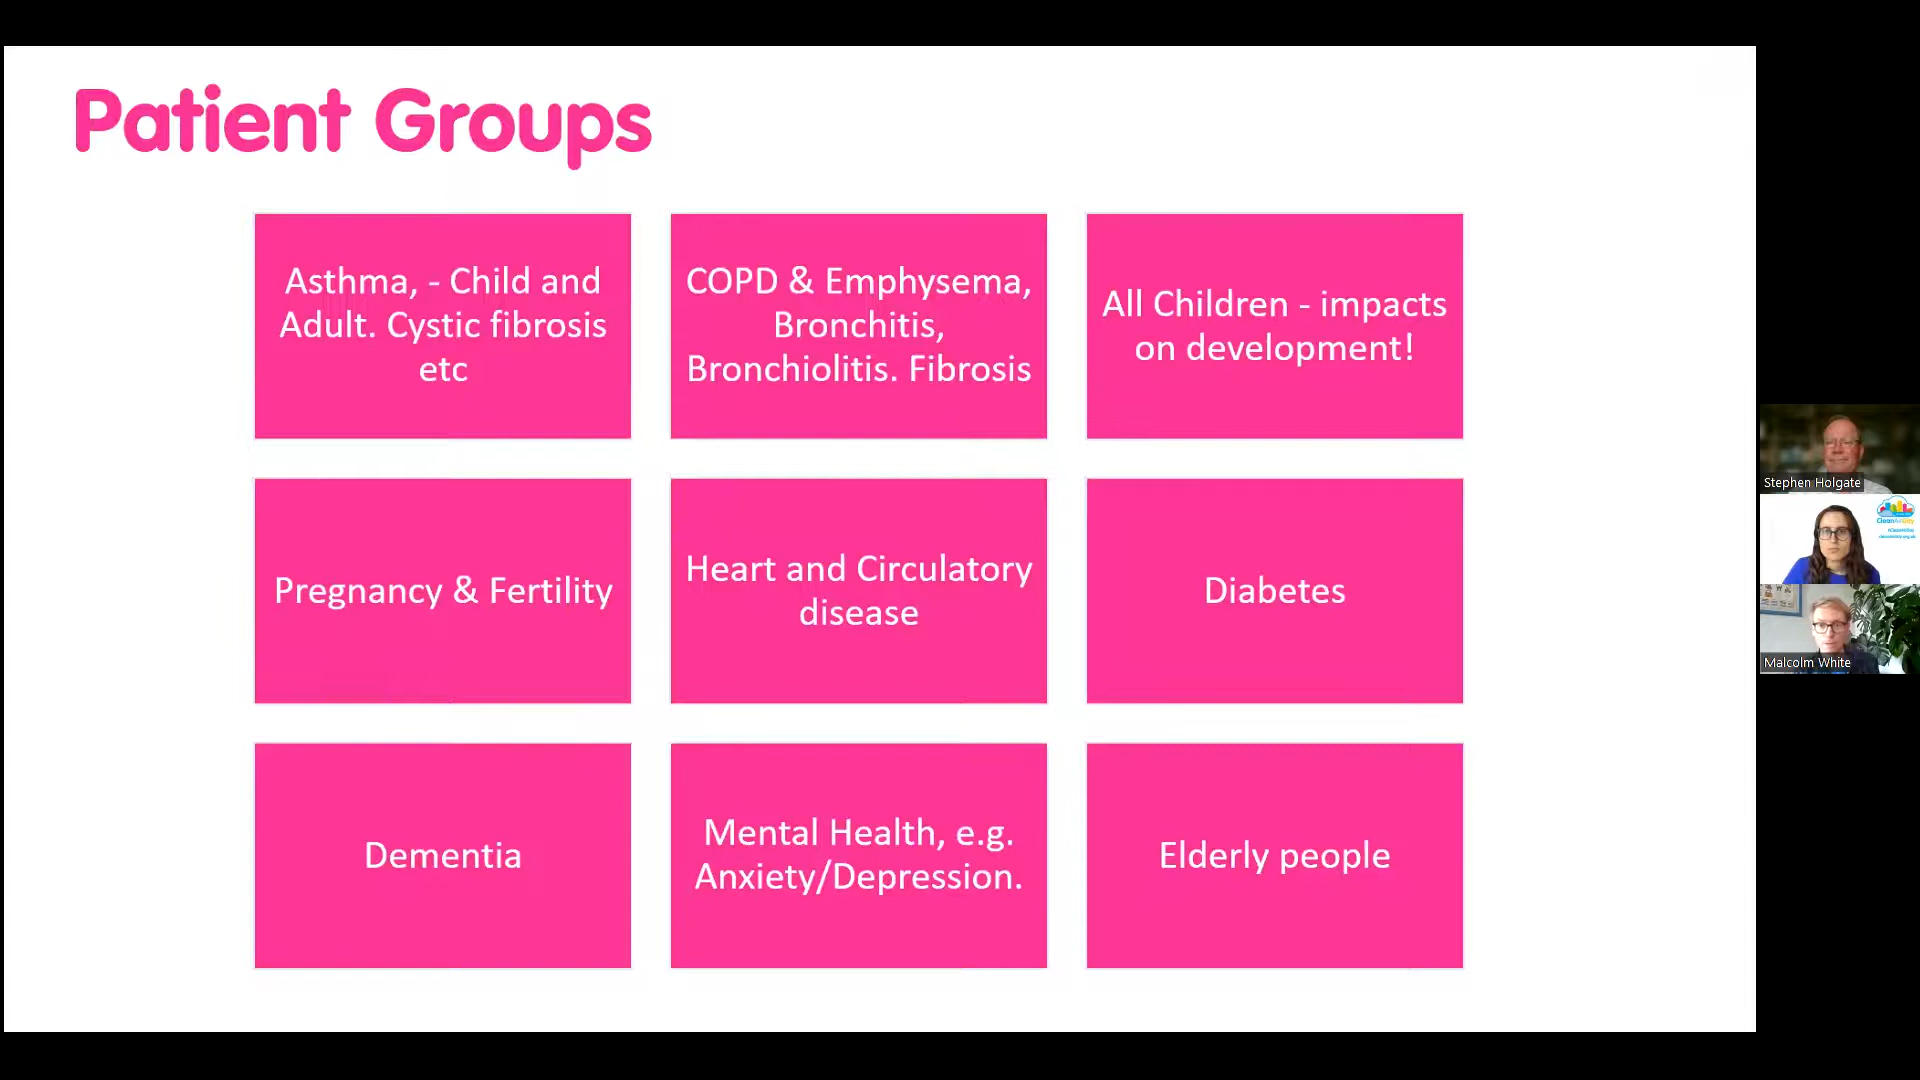 Patient Groups
Asthma, - Child and
Adult. Cystic fibrosis
etc
COPD & Emphysema,
Bronchitis,
Bronchiolitis. Fibrosis
All Children - impacts
on development!
Pregnancy & Fertility
Heart and Circulatory
disease
Diabetes
Dementia
Mental Health, e.g.
Anxiety/Depression.
Elderly people
Stephen Holgate
CleanAirDay
Malcolm White